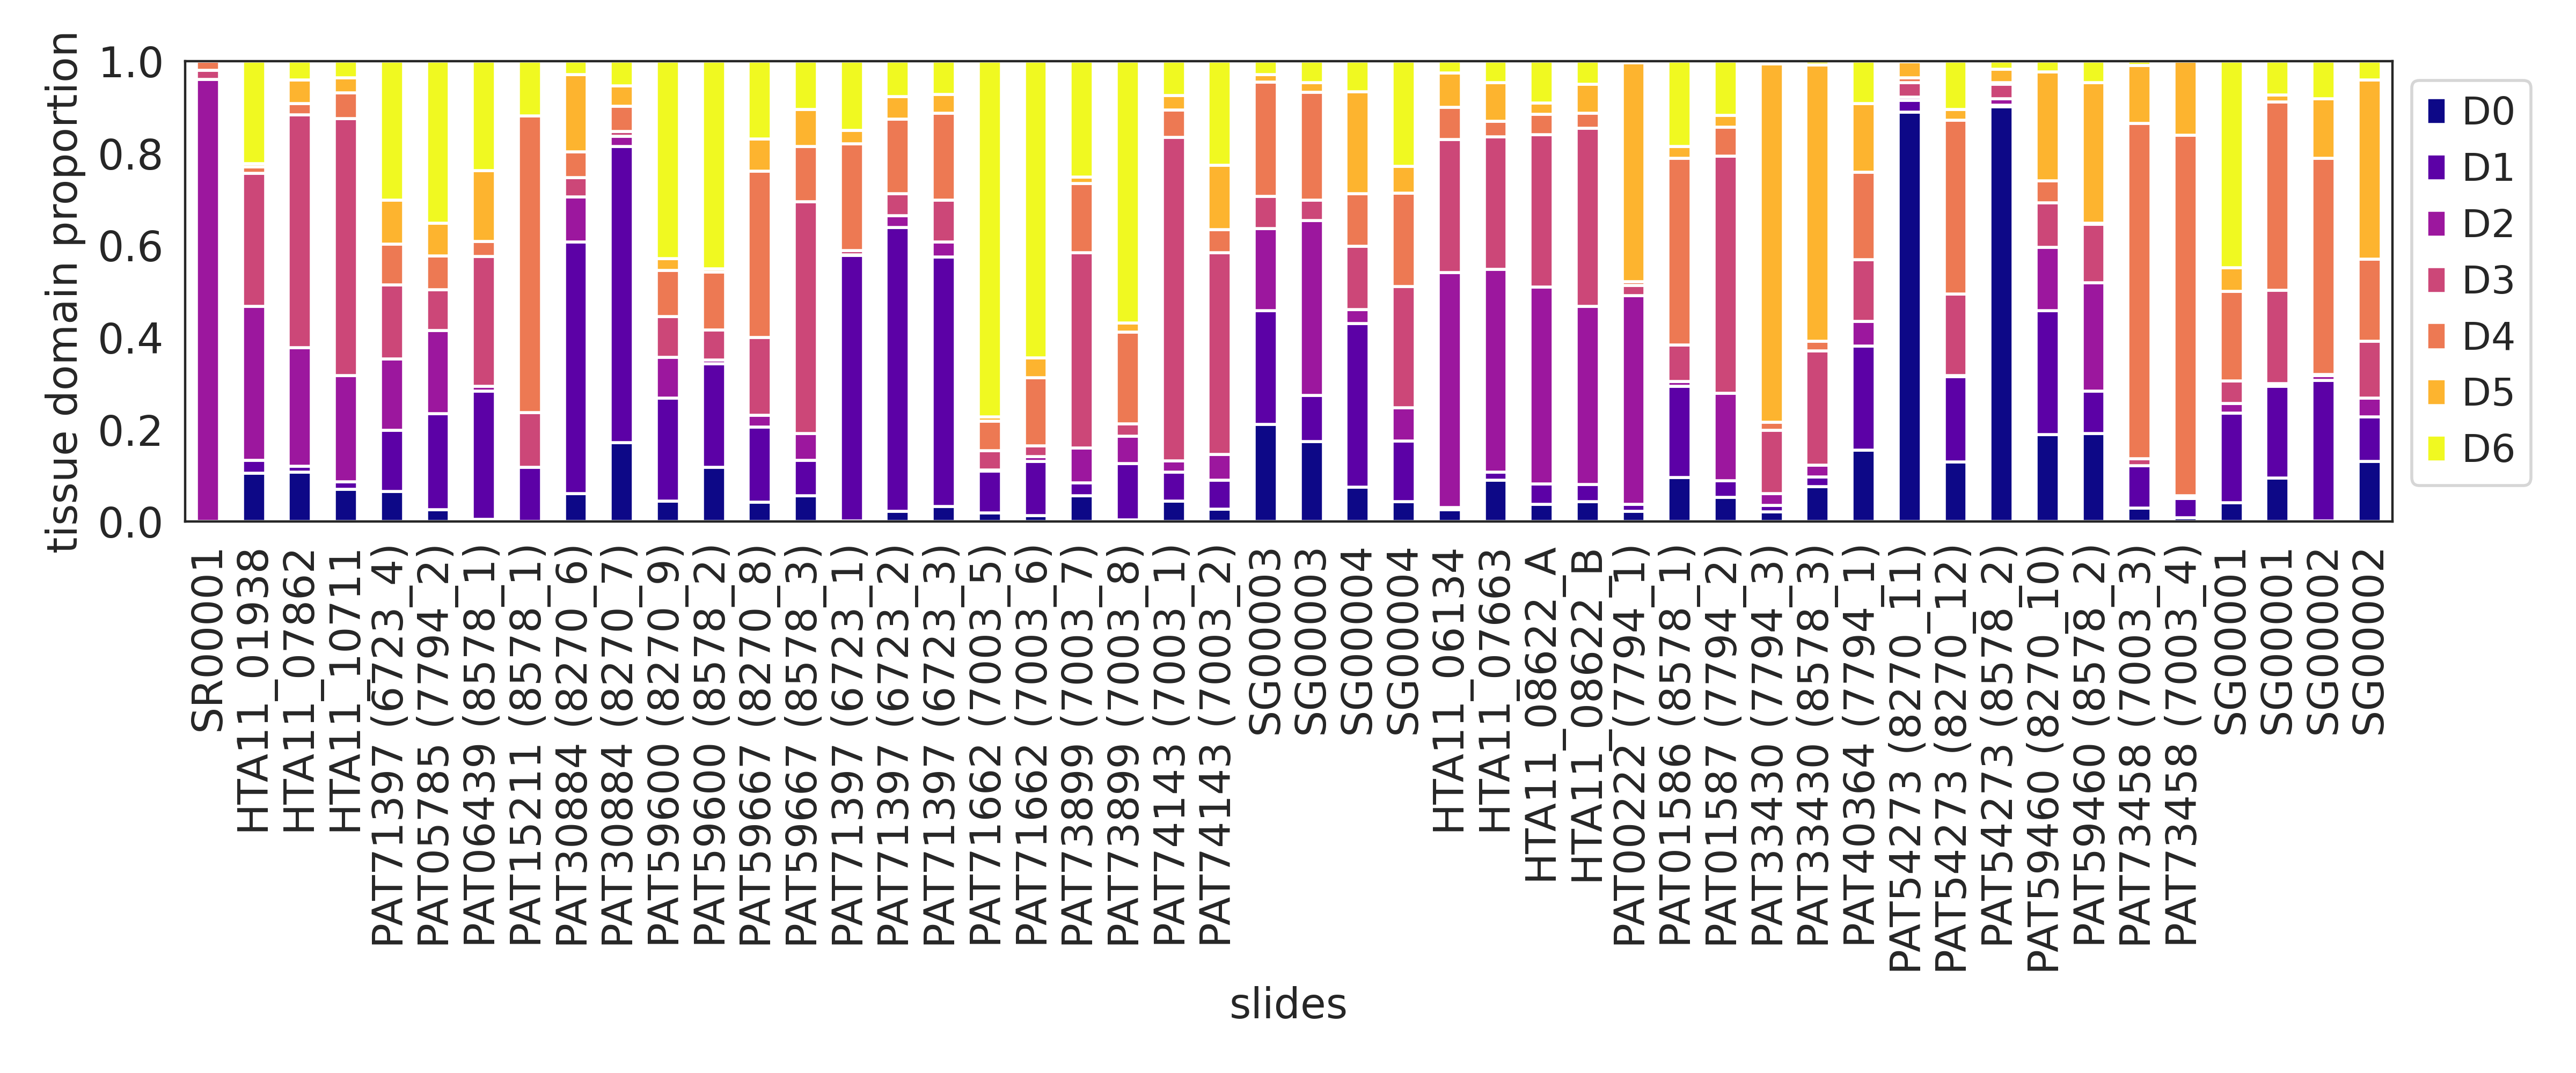 tissue domain proportion
1.0
0.8
0.6
0.4
0.2
0.0
D0
D1
D2
D3
D4
D5
D6
SR00001
HTA11_01938
HTA11_07862
HTA11_10711
PAT71397 (6723_4)
PAT05785 (7794_2)
PAT06439 (8578_1)
PAT15211 (8578_1)
PAT30884 (8270_6)
PAT30884 (8270_7)
PAT59600 (8270_9)
PAT59600 (8578_2)
PAT59667 (8270_8)
PAT59667 (8578_3)
PAT71397 (6723_1)
PAT71397 (6723_2)
PAT71397 (6723_3)
PAT71662 (7003_5)
PAT71662 (7003_6)
PAT73899 (7003_7)
PAT73899 (7003_8)
PAT74143 (7003_1)
PAT74143 (7003_2)
SG00003
SG00003
SG00004
SG00004
HTA11_06134
HTA11_07663
HTA11_08622_A
HTA11_08622_B
PAT00222 (7794_1)
PAT01586 (8578_1)
PAT01587 (7794_2)
PAT33430 (7794_3)
PAT33430 (8578_3)
PAT40364 (7794_1)
PAT54273 (8270_11)
PAT54273 (8270_12)
PAT54273 (8578_2)
PAT59460 (8270_10)
PAT59460 (8578_2)
PAT73458 (7003_3)
PAT73458 (7003_4)
SG00001
SG00001
SG00002
SG00002
slides